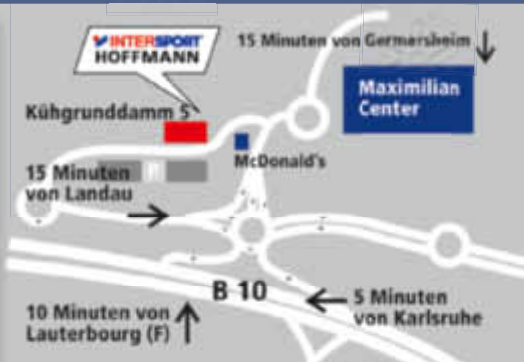 INTERSPORT
HOFFMANN
15 Minuten von Germersheim
Maximilian
Center
Kühgrunddamm 5
McDonald's
15 Minuten
von Landau
B 10
10 Minuten von
Lauterbourg (F)
5 Minuten
von Karlsruhe